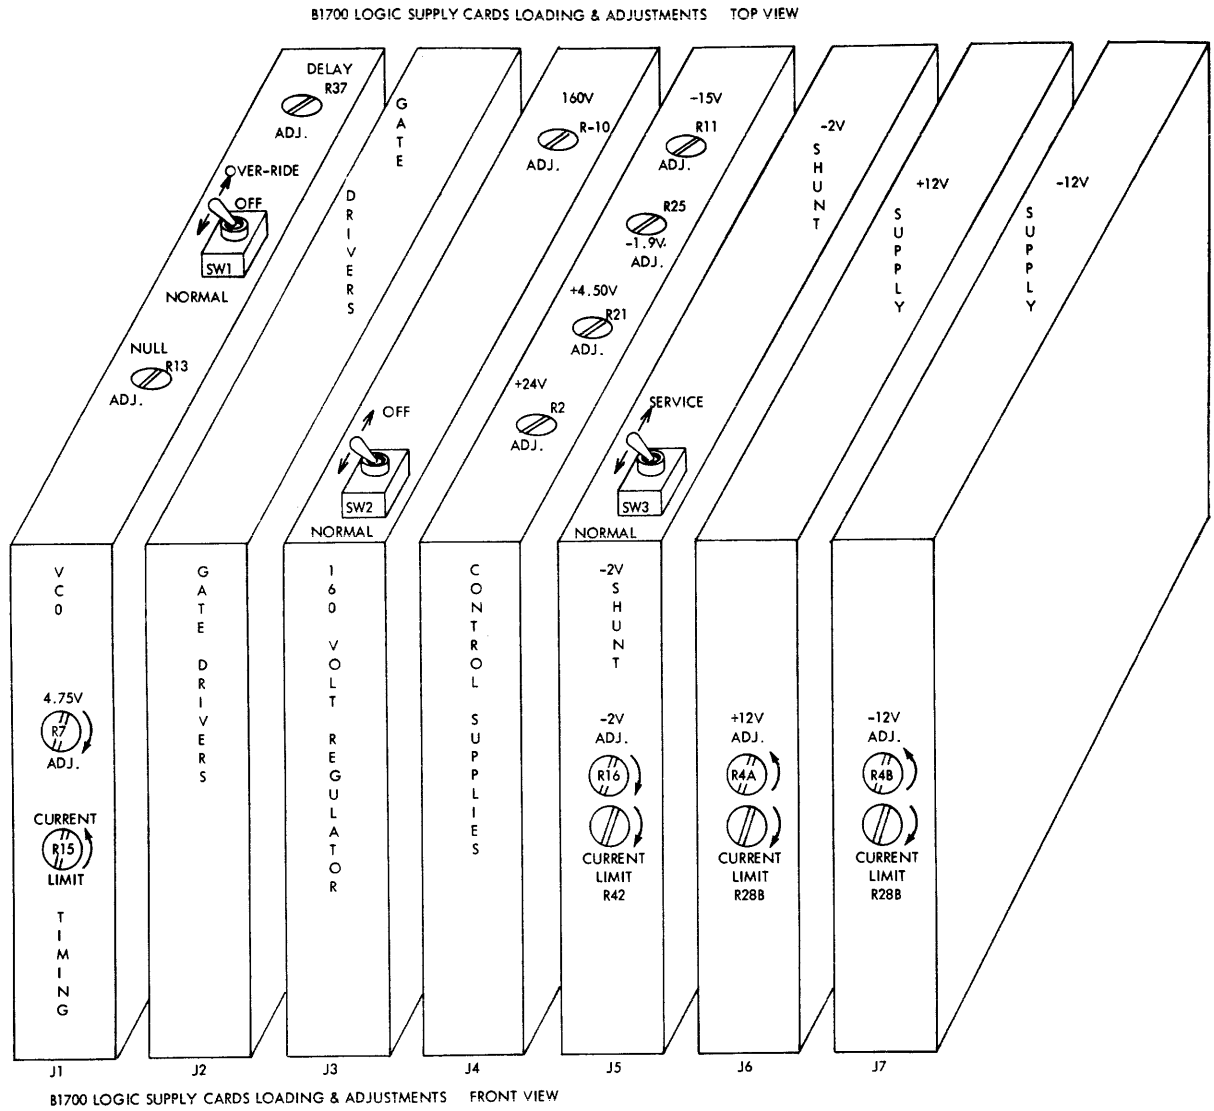 B1700 LOGIC SUPPLY CARDS LOADING & ADJUSTMENTS TOP VIEW
DELAY
R37
ADJ.
OVER-RIDE
OFF
SW1
NORMAL
NULL
R13
ADJ.
GATE
DRIVERS
160V
R-10
ADJ.
OFF
SW2
NORMAL
-15V
R11
ADJ.
R25
-1.9V
ADJ.
+4.50V
R21
ADJ.
+24V
R2
ADJ.
-2V
SHUNT
SERVICE
SW3
NORMAL
+12V
SUPPLY
-12V
SUPPLY
VCO
4.75V
R7
ADJ.
CURRENT
R15
LIMIT
TIMING
GATE DRIVERS
160 VOLT REGULATOR
CONTROL SUPPLIES
-2V
SHUNT
-2V
ADJ.
R16
CURRENT
LIMIT
R42
+12V
ADJ.
R4A
CURRENT
LIMIT
R28B
-12V
ADJ.
R4B
CURRENT
LIMIT
R28B
J1
J2
J3
J4
J5
J6
J7
B1700 LOGIC SUPPLY CARDS LOADING & ADJUSTMENTS FRONT VIEW